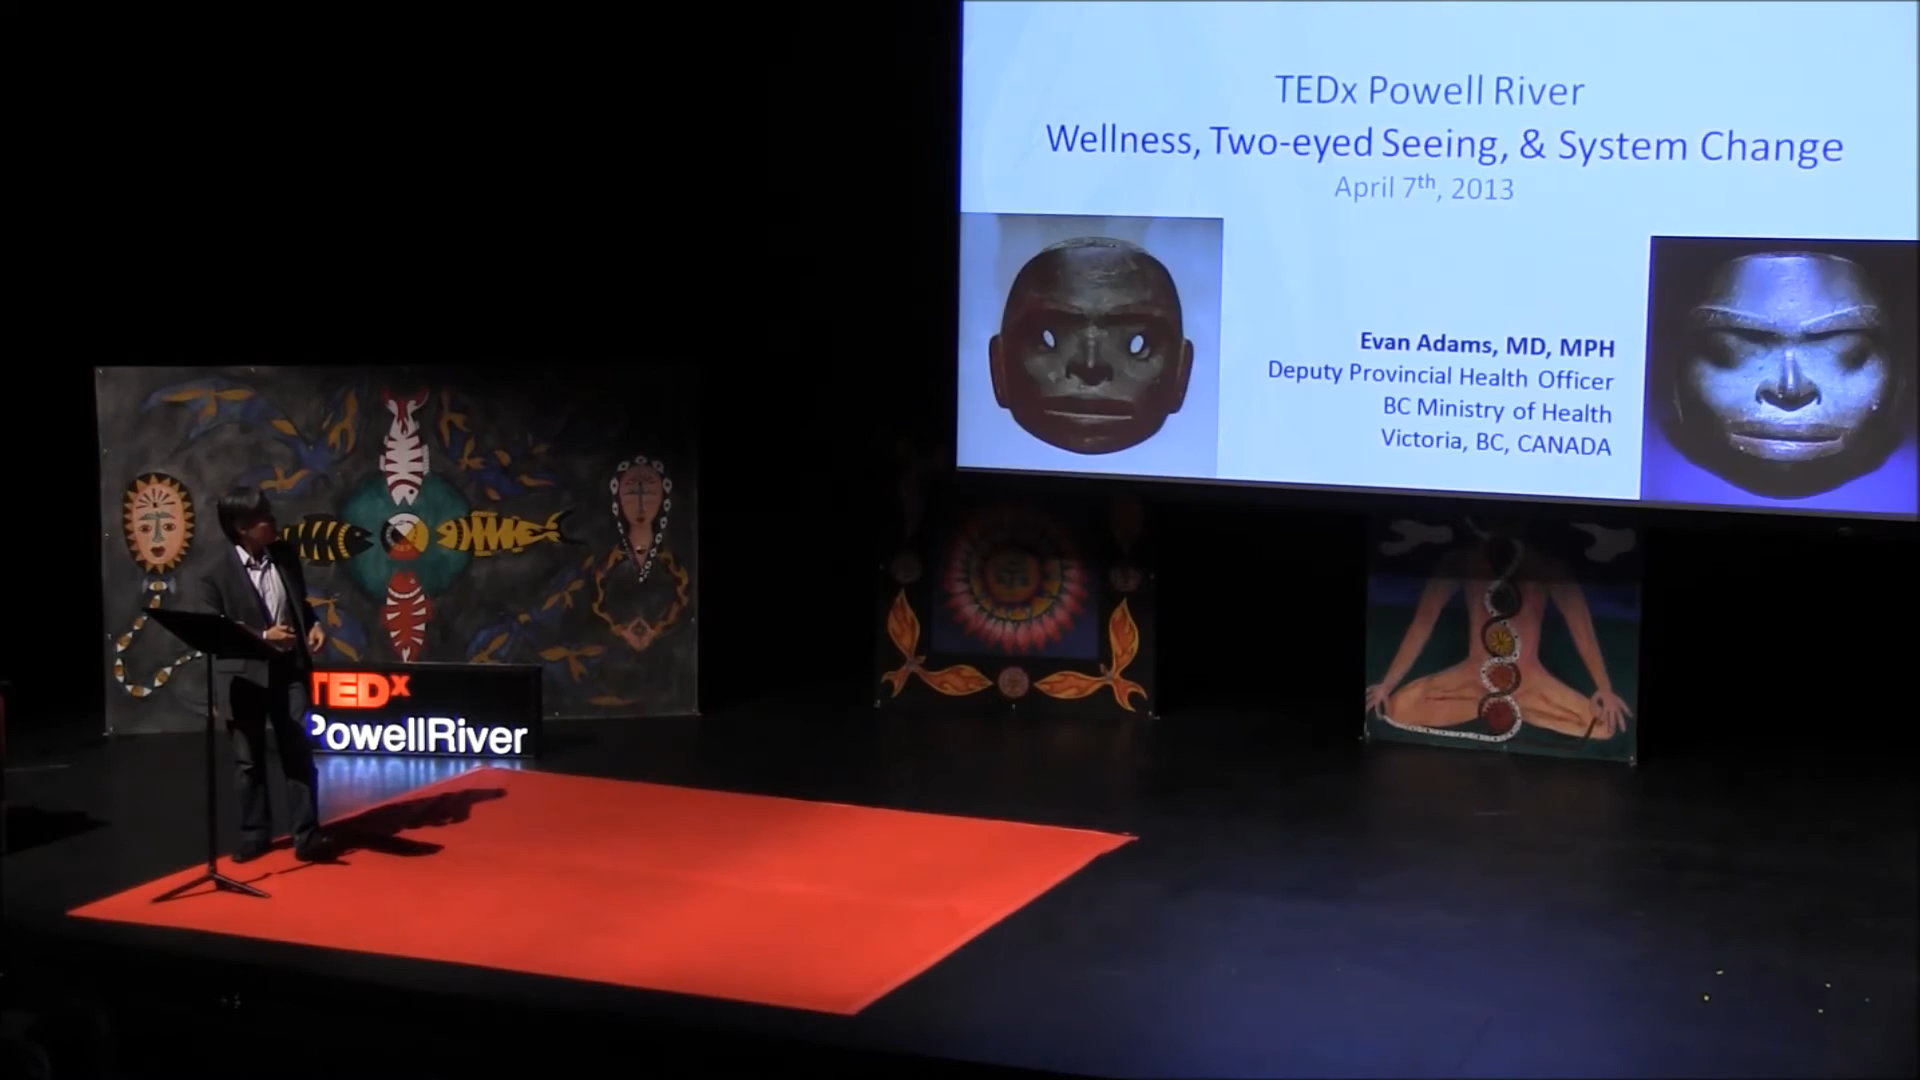 TEDx Powell River
Wellness, Two-eyed Seeing, & System Change
April 7th, 2013
Evan Adams, MD, MPH
Deputy Provincial Health Officer
BC Ministry of Health
Victoria, BC, CANADA
TEDx
PowellRiver